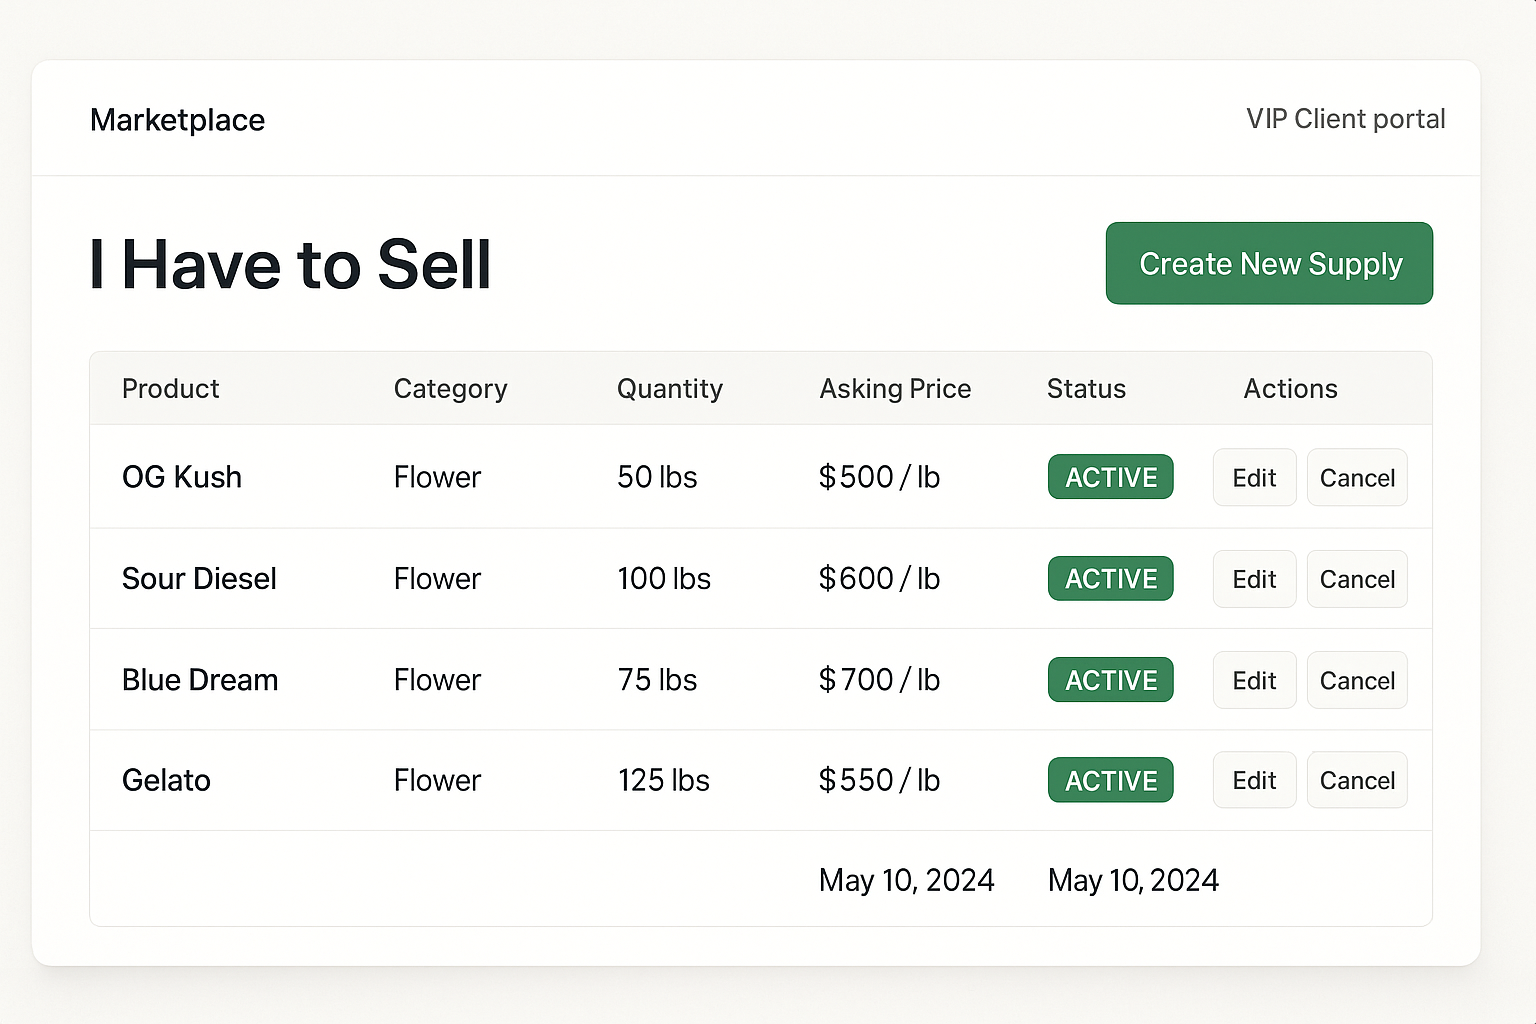 Marketplace VIP Client portal
I Have to Sell Create New Supply
Product Category Quantity Asking Price Status Actions
OG Kush Flower 50 lbs $500 / lb ACTIVE Edit Cancel
Sour Diesel Flower 100 lbs $600 / lb ACTIVE Edit Cancel
Blue Dream Flower 75 lbs $700 / lb ACTIVE Edit Cancel
Gelato Flower 125 lbs $550 / lb ACTIVE Edit Cancel
May 10, 2024 May 10, 2024